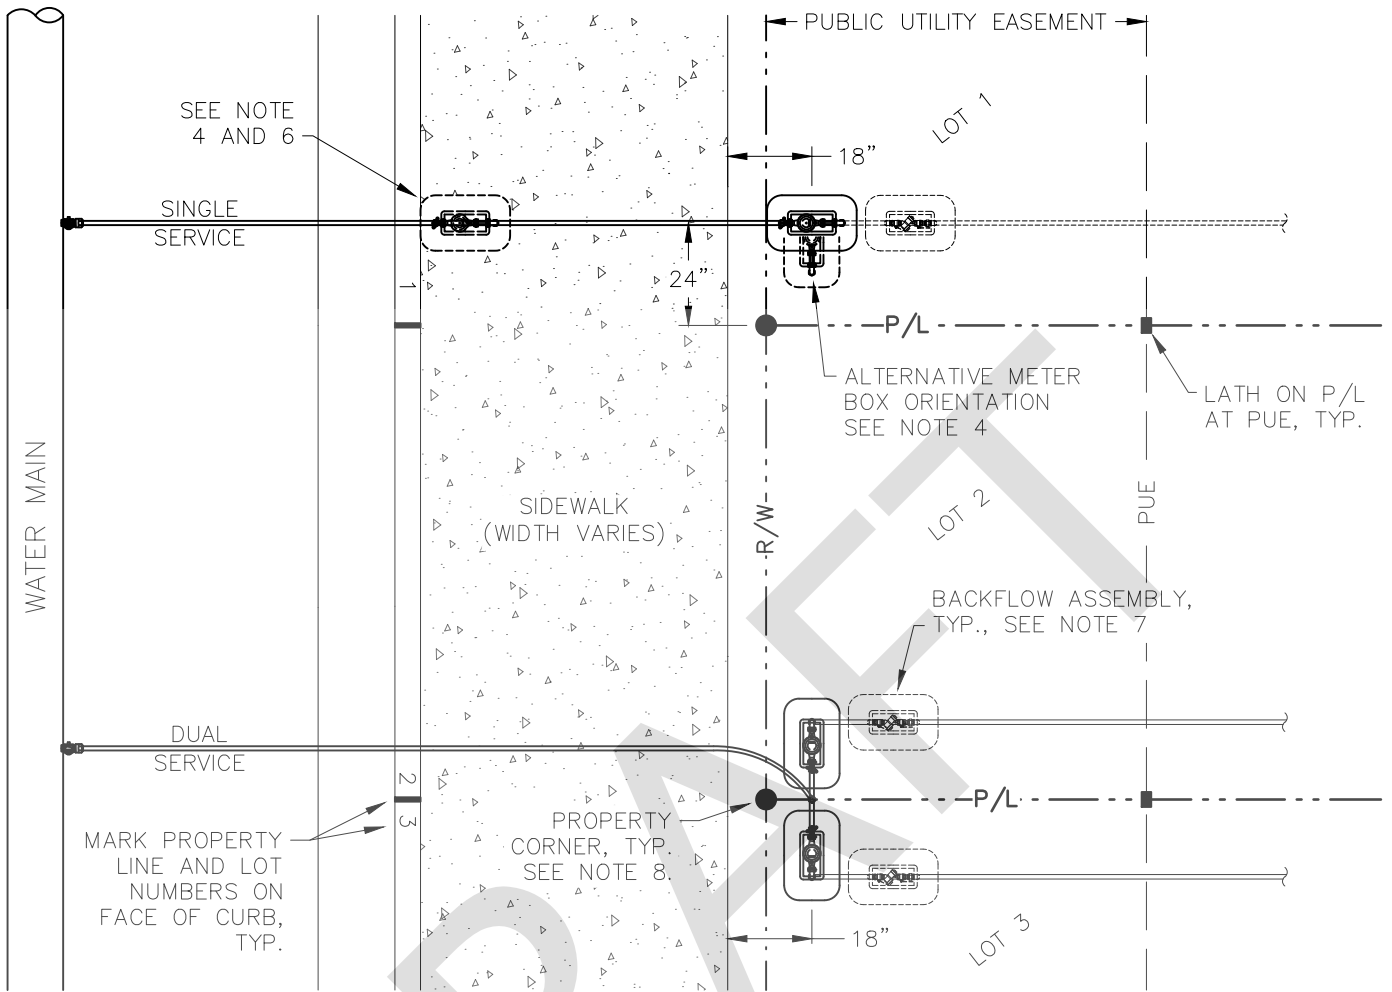 PUBLIC UTILITY EASEMENT
LOT 1
SEE NOTE
4 AND 6
18"
SINGLE
SERVICE
24"
1
P/L
ALTERNATIVE METER
BOX ORIENTATION
SEE NOTE 4
LATH ON P/L
AT PUE, TYP.
WATER MAIN
SIDEWALK
(WIDTH VARIES)
R/W
LOT 2
PUE
BACKFLOW ASSEMBLY,
TYP., SEE NOTE 7
DUAL
SERVICE
2
3
P/L
MARK PROPERTY
LINE AND LOT
NUMBERS ON
FACE OF CURB,
TYP.
PROPERTY
CORNER, TYP.
SEE NOTE 8.
18"
LOT 3
DRAFT